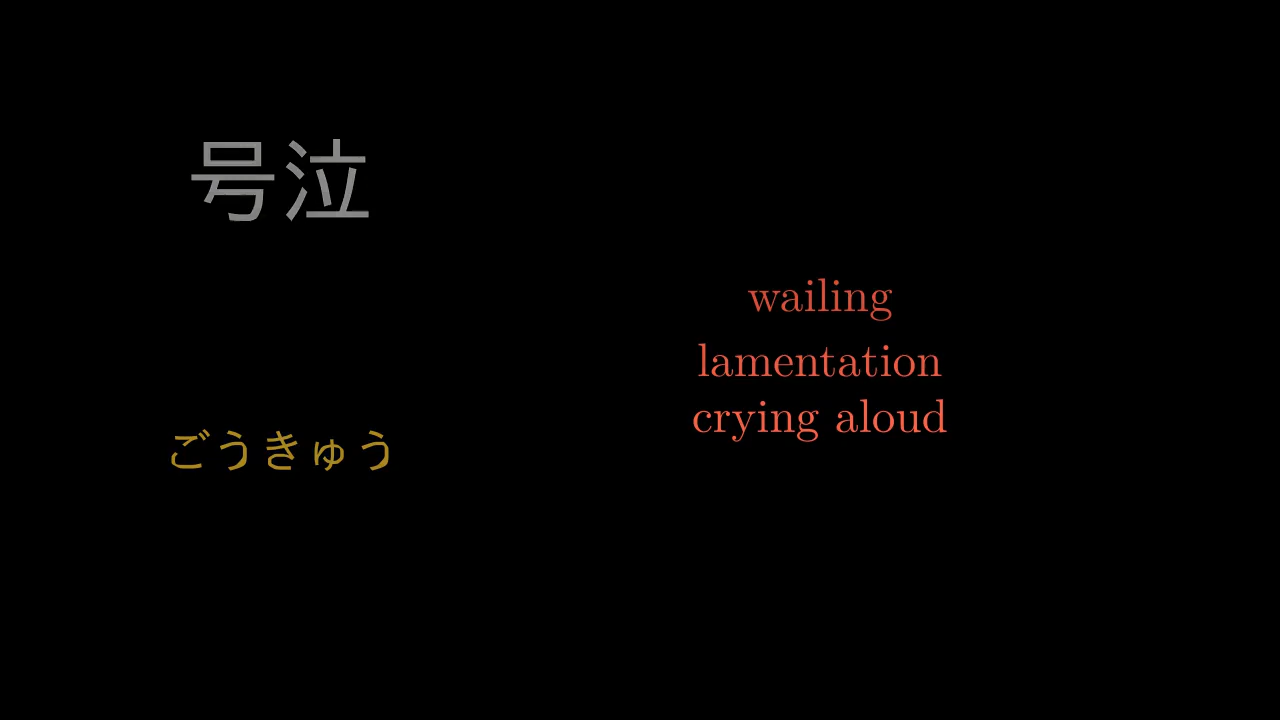 号泣
ごうきゅう
wailing
lamentation
crying aloud